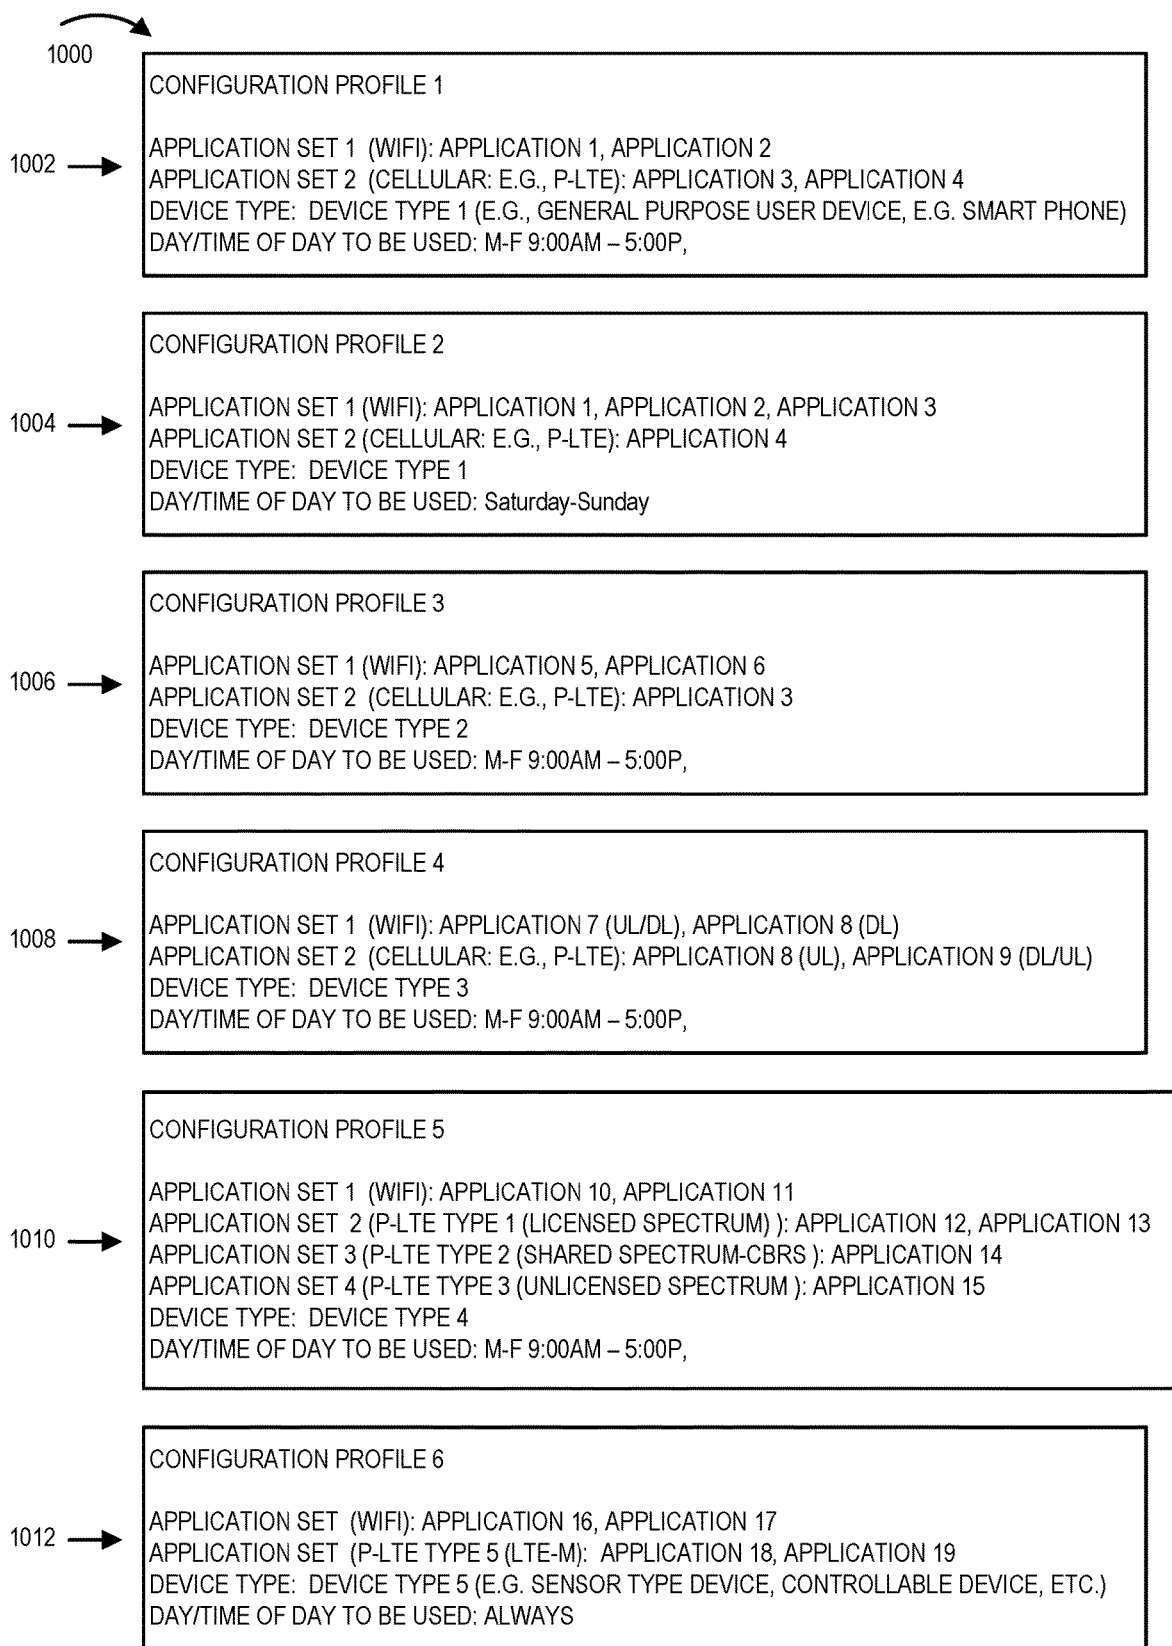 1000
CONFIGURATION PROFILE 1
1002
APPLICATION SET 1 (WIFI): APPLICATION 1, APPLICATION 2
APPLICATION SET 2 (CELLULAR: E.G., P-LTE): APPLICATION 3, APPLICATION 4
DEVICE TYPE: DEVICE TYPE 1 (E.G., GENERAL PURPOSE USER DEVICE, E.G. SMART PHONE)
DAY/TIME OF DAY TO BE USED: M-F 9:00AM – 5:00P,
CONFIGURATION PROFILE 2
1004
APPLICATION SET 1 (WIFI): APPLICATION 1, APPLICATION 2, APPLICATION 3
APPLICATION SET 2 (CELLULAR: E.G., P-LTE): APPLICATION 4
DEVICE TYPE: DEVICE TYPE 1
DAY/TIME OF DAY TO BE USED: Saturday-Sunday
CONFIGURATION PROFILE 3
1006
APPLICATION SET 1 (WIFI): APPLICATION 5, APPLICATION 6
APPLICATION SET 2 (CELLULAR: E.G., P-LTE): APPLICATION 3
DEVICE TYPE: DEVICE TYPE 2
DAY/TIME OF DAY TO BE USED: M-F 9:00AM – 5:00P,
CONFIGURATION PROFILE 4
1008
APPLICATION SET 1 (WIFI): APPLICATION 7 (UL/DL), APPLICATION 8 (DL)
APPLICATION SET 2 (CELLULAR: E.G., P-LTE): APPLICATION 8 (UL), APPLICATION 9 (DL/UL)
DEVICE TYPE: DEVICE TYPE 3
DAY/TIME OF DAY TO BE USED: M-F 9:00AM – 5:00P,
CONFIGURATION PROFILE 5
1010
APPLICATION SET 1 (WIFI): APPLICATION 10, APPLICATION 11
APPLICATION SET 2 (P-LTE TYPE 1 (LICENSED SPECTRUM) ): APPLICATION 12, APPLICATION 13
APPLICATION SET 3 (P-LTE TYPE 2 (SHARED SPECTRUM-CBRS ): APPLICATION 14
APPLICATION SET 4 (P-LTE TYPE 3 (UNLICENSED SPECTRUM ): APPLICATION 15
DEVICE TYPE: DEVICE TYPE 4
DAY/TIME OF DAY TO BE USED: M-F 9:00AM – 5:00P,
CONFIGURATION PROFILE 6
1012
APPLICATION SET (WIFI): APPLICATION 16, APPLICATION 17
APPLICATION SET (P-LTE TYPE 5 (LTE-M): APPLICATION 18, APPLICATION 19
DEVICE TYPE: DEVICE TYPE 5 (E.G. SENSOR TYPE DEVICE, CONTROLLABLE DEVICE, ETC.)
DAY/TIME OF DAY TO BE USED: ALWAYS